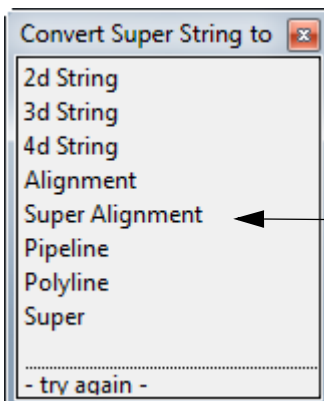 Convert Super String to
2d String
3d String
4d String
Alignment
Super Alignment
Pipeline
Polyline
Super
- try again -